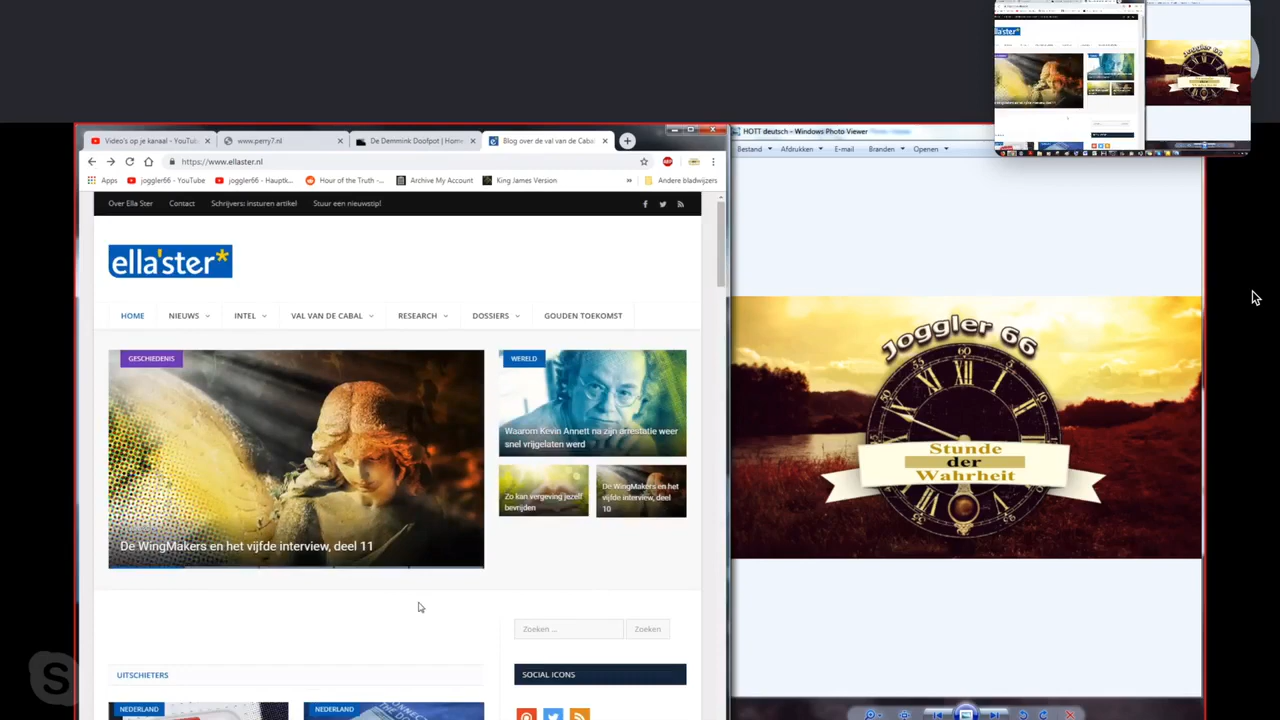 Video's op je kanaal - YouTu
www.perry7.nl
De Demmink Doofpot | Hom
Blog over de val van de Cabal
https://www.ellaster.nl
Apps
joggler66 - YouTube
joggler66 - Hauptk...
Hour of the Truth -...
Archive My Account
King James Version
»
Andere bladwijzers
Over Ella Ster
Contact
Schrijvers: insturen artikel
Stuur een nieuwstip!
ella'ster*
HOME
NIEUWS
INTEL
VAL VAN DE CABAL
RESEARCH
DOSSIERS
GOUDEN TOEKOMST
GESCHIEDENIS
De WingMakers en het vijfde interview, deel 11
WERELD
Waarom Kevin Annett na zijn arrestatie weer
snel vrijgelaten werd
Zo kan vergeving jezelf
bevrijden
De WingMakers en het
vijfde interview, deel
10
Zoeken ...
Zoeken
UITSCHIETERS
SOCIAL ICONS
NEDERLAND
NEDERLAND
HOTT deutsch - Windows Photo Viewer
Bestand
Afdrukken
E-mail
Branden
Openen
Joggler 66
Stunde
der
Wahrheit